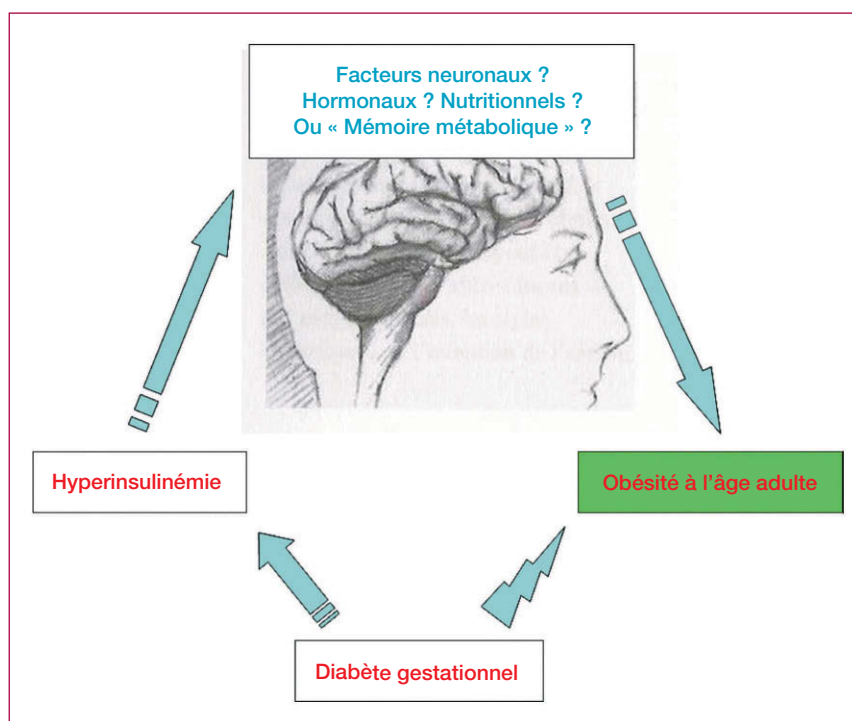 Facteurs neuronaux ?
Hormonaux ? Nutritionnels ?
Ou « Mémoire métabolique » ?
Hyperinsulinémie
Obésité à l'âge adulte
Diabète gestationnel